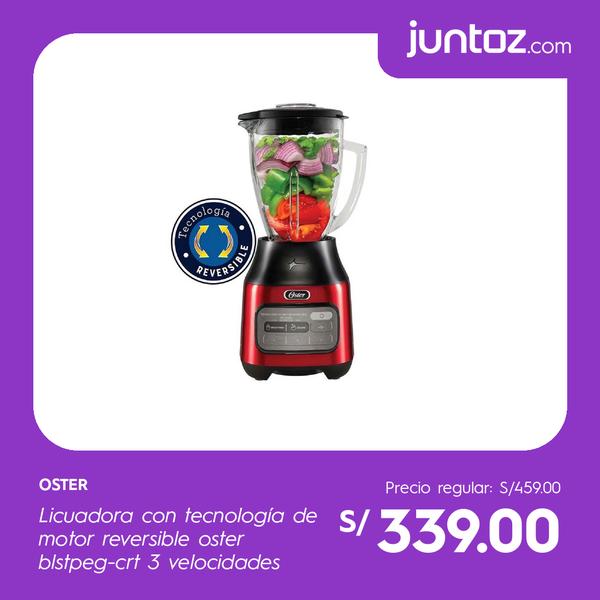 juntoz.com
Tecnología
REVERSIBLE
Oster
OSTER
Licuadora con tecnología de
motor reversible oster
blstpeg-crt 3 velocidades
Precio regular: S/459.00
S/ 339.00